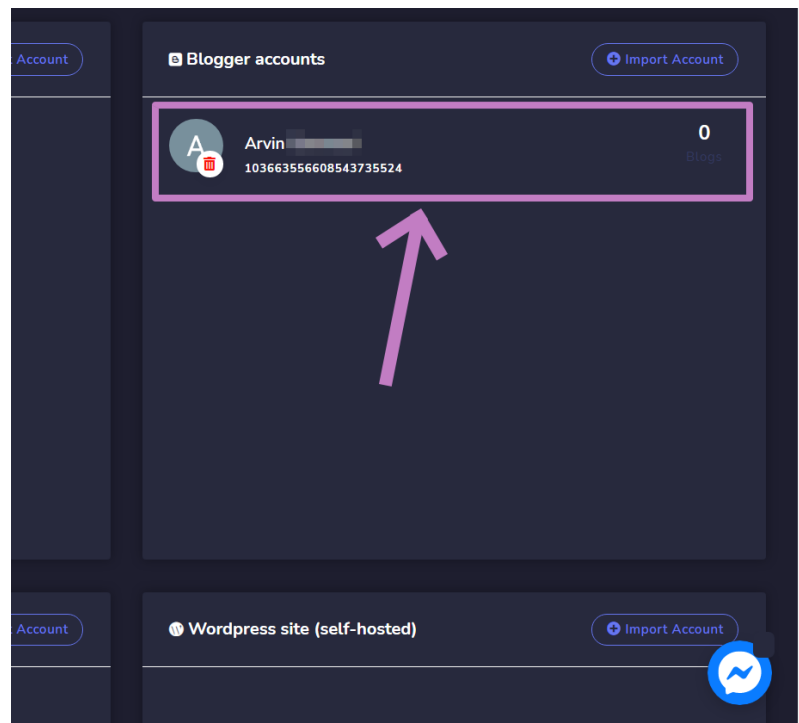 Account
Blogger accounts
Import Account
A
Arvin
103663556608543735524
0
Blogs
Account
Wordpress site (self-hosted)
Import Account